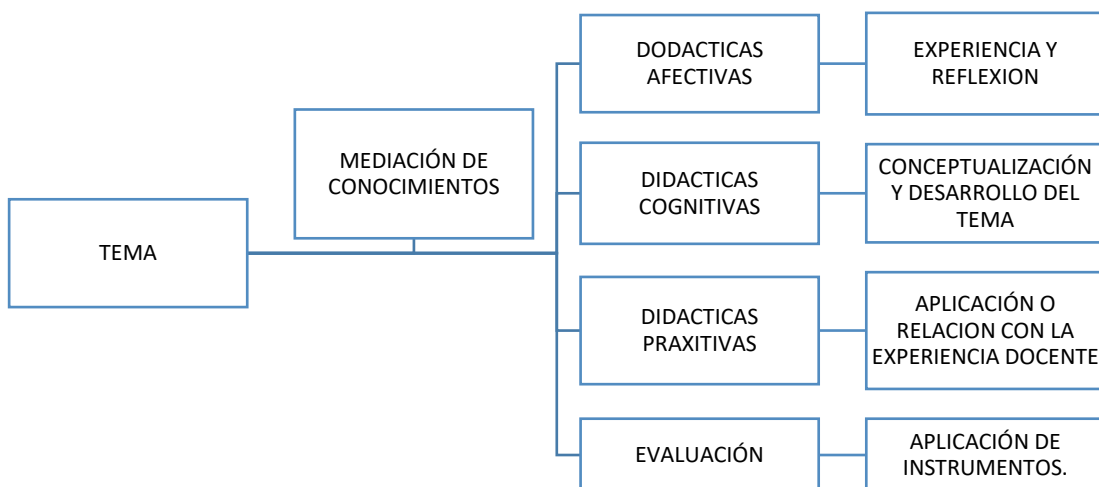 TEMA
MEDIACIÓN DE
CONOCIMIENTOS
DODACTICAS
AFECTIVAS
EXPERIENCIA Y
REFLEXION
DIDACTICAS
COGNITIVAS
CONCEPTUALIZACIÓN
Y DESARROLLO DEL
TEMA
DIDACTICAS
PRAXITIVAS
APLICACIÓN O
RELACION CON LA
EXPERIENCIA DOCENTE
EVALUACIÓN
APLICACIÓN DE
INSTRUMENTOS.